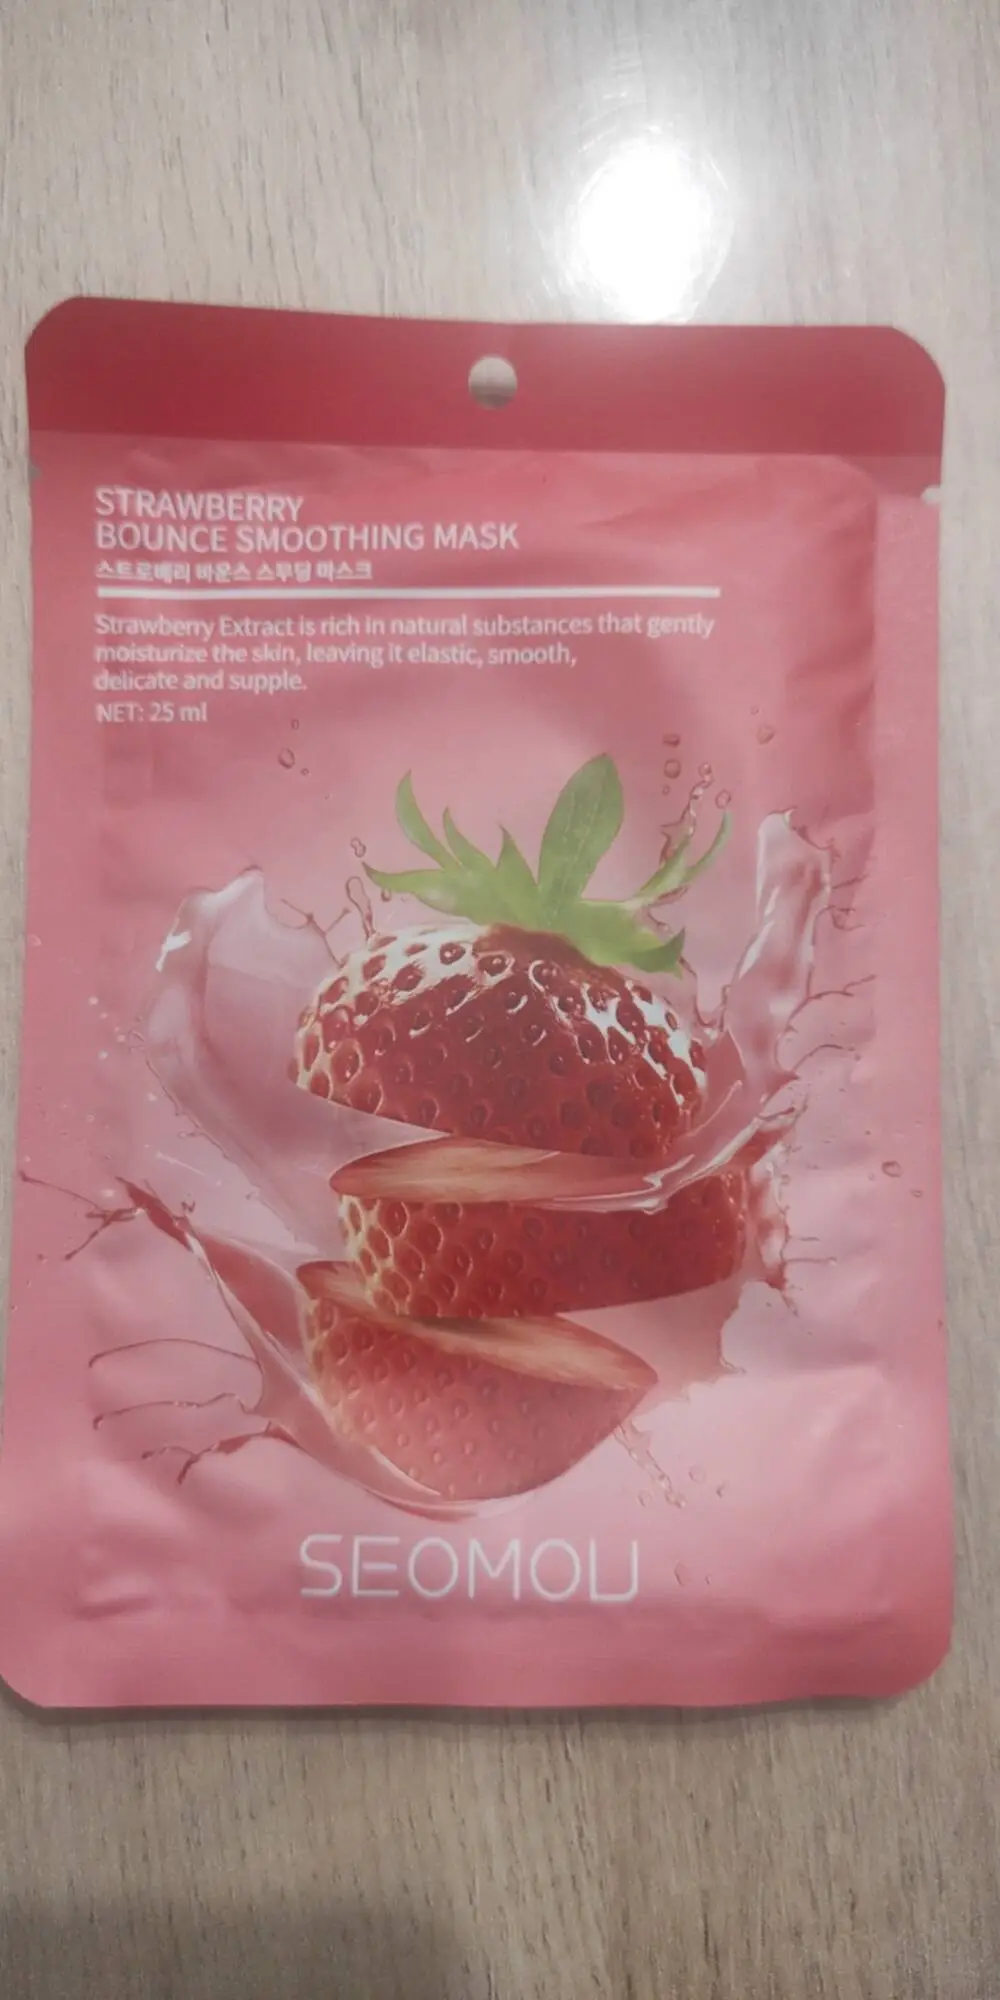 STRAWBERRY
BOUNCE SMOOTHING MASK
스트로베리 바운스 스무딩 마스크
Strawberry Extract is rich in natural substances that gently
moisturize the skin, leaving it elastic, smooth,
delicate and supple.
NET: 25 ml
SEOMOU